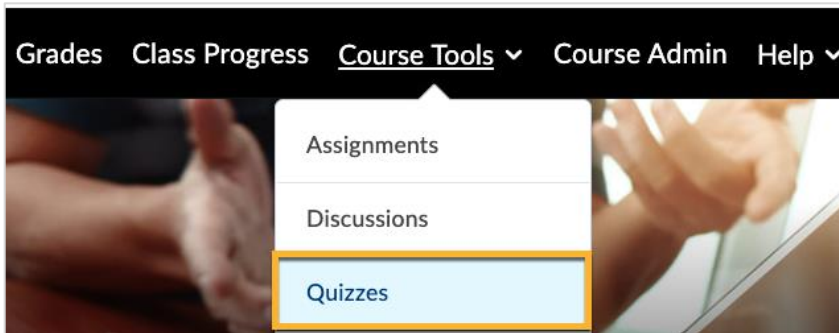 Grades Class Progress Course Tools Course Admin Help
Assignments
Discussions
Quizzes